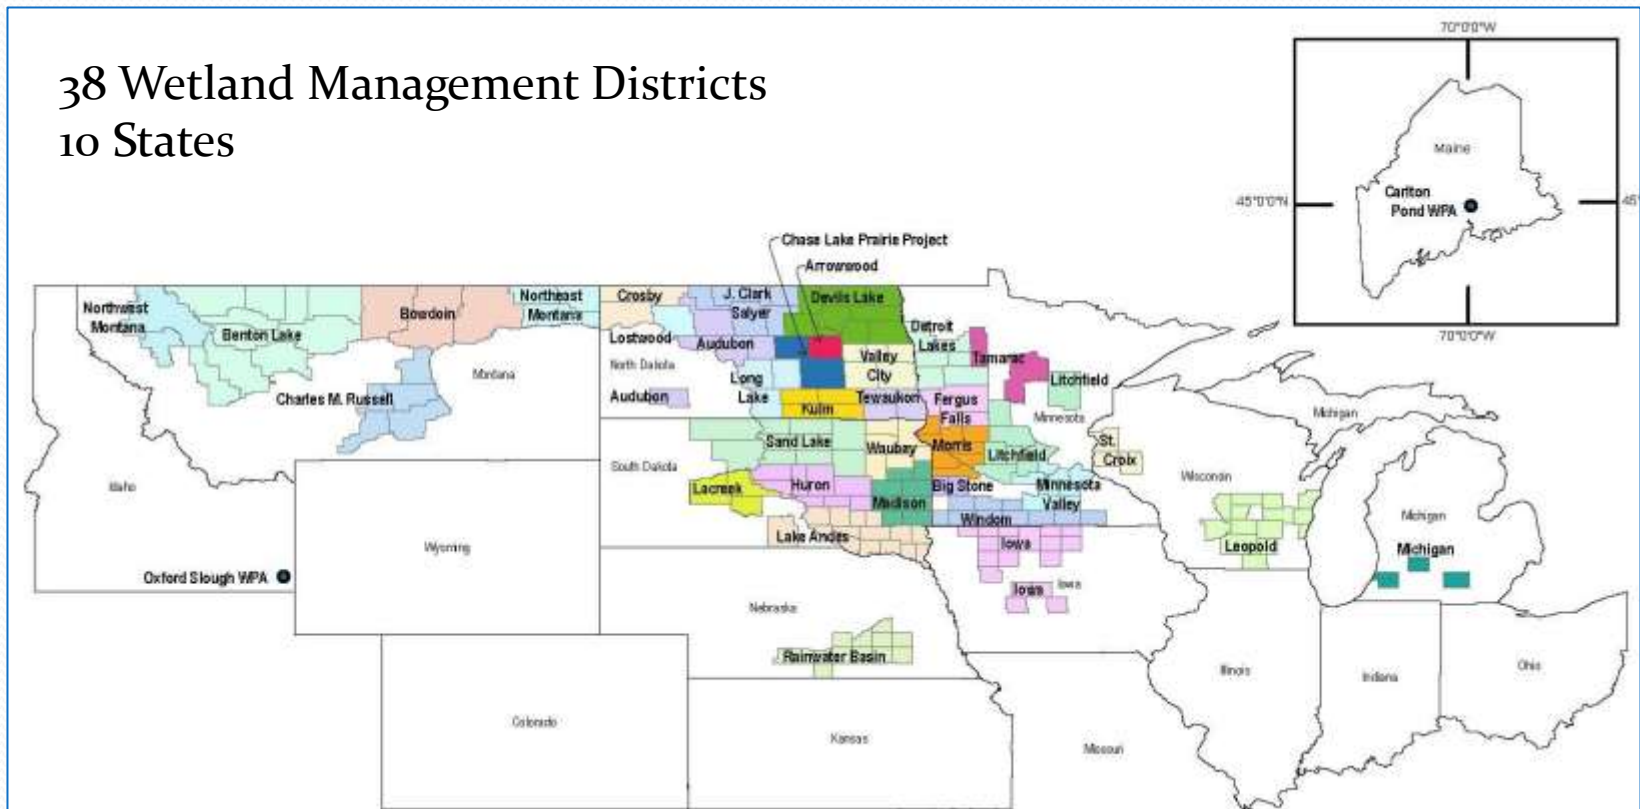 38 Wetland Management Districts
10 States
70°0'0"W
Maine
Carlton
Pond WPA
45°0'0"N
45°
70°0'0"W
Chase Lake Prairie Project
Arrowwood
Northwest
Montana
Benton Lake
Bowdoin
Northeast
Montana
Crosby
J. Clark
Salyer
Devils Lake
Lostwood
Audubon
North Dakota
Detroit
Lakes
Tamarac
Litchfield
Valley
City
Long
Lake
Audubon
Montana
Charles M. Russell
Kulm
Tewaukon
Fergus
Falls
Minnesota
Michigan
Sand Lake
Waubay
Morris
Litchfield
St.
Croix
South Dakota
Wisconsin
Idaho
Lacreek
Huron
Madison
Big Stone
Minnesota
Valley
Windom
Michigan
Michigan
Lake Andes
Iowa
Leopold
Wyoming
Oxford Slough WPA
Iowa
Iowa
Nebraska
Rainwater Basin
Illinois
Indiana
Ohio
Colorado
Kansas
Missouri